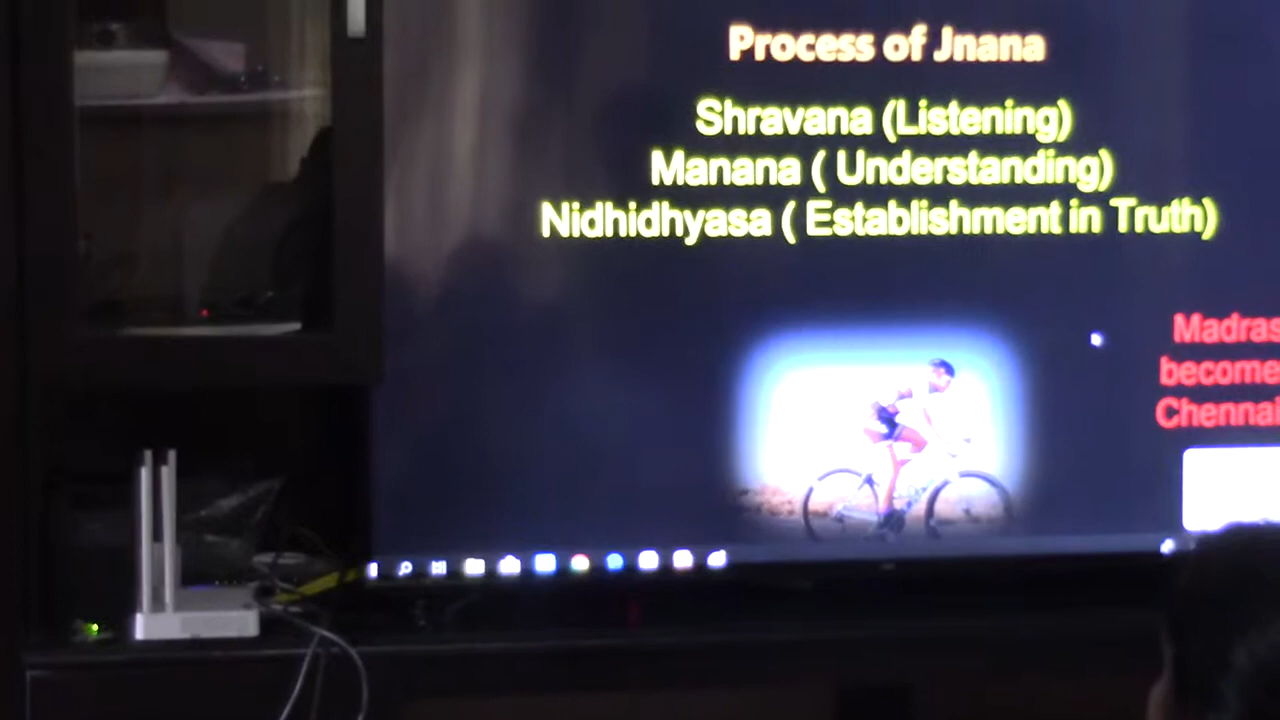 Process of Jnana
Shravana (Listening)
Manana ( Understanding)
Nidhidhyasa ( Establishment in Truth)
Madras
become
Chennai